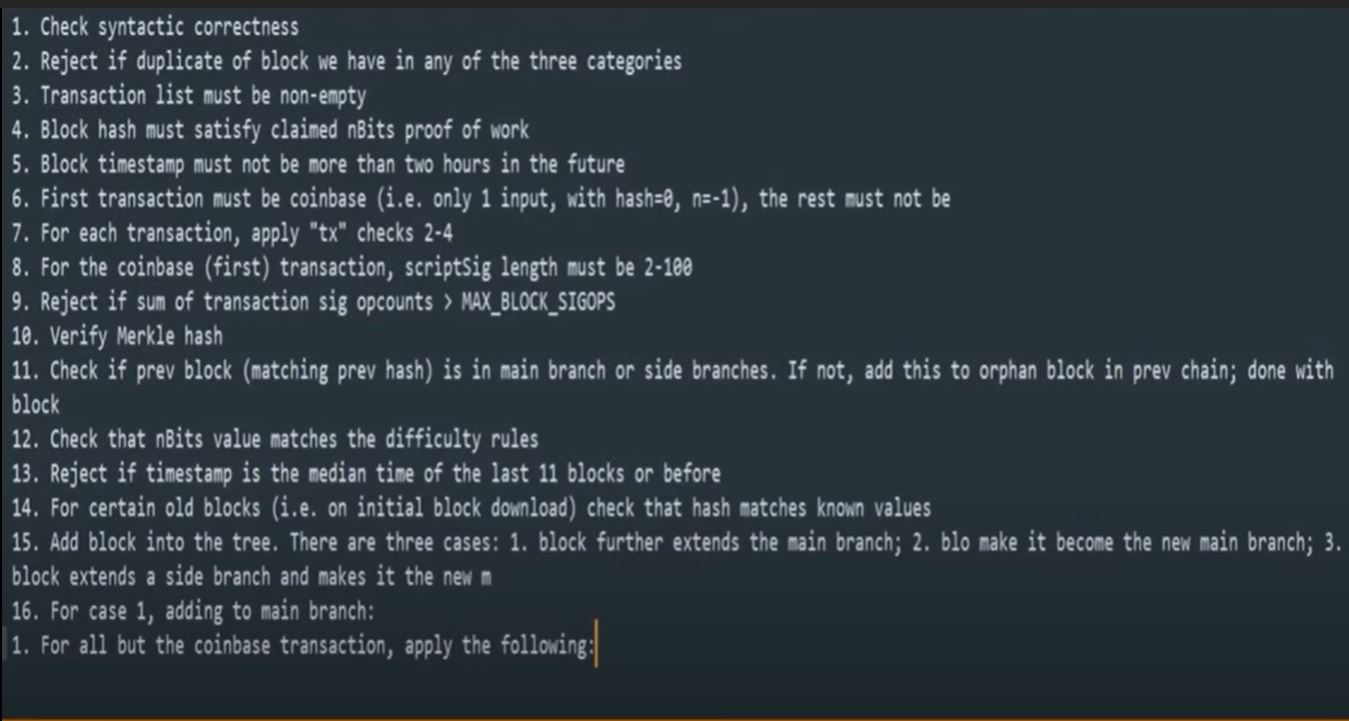 1. Check syntactic correctness
2. Reject if duplicate of block we have in any of the three categories
3. Transaction list must be non-empty
4. Block hash must satisfy claimed nBits proof of work
5. Block timestamp must not be more than two hours in the future
6. First transaction must be coinbase (i.e. only 1 input, with hash=0, n=-1), the rest must not be
7. For each transaction, apply "tx" checks 2-4
8. For the coinbase (first) transaction, scriptSig length must be 2-100
9. Reject if sum of transaction sig opcounts > MAX_BLOCK_SIGOPS
10. Verify Merkle hash
11. Check if prev block (matching prev hash) is in main branch or side branches. If not, add this to orphan block in prev chain; done with
block
12. Check that nBits value matches the difficulty rules
13. Reject if timestamp is the median time of the last 11 blocks or before
14. For certain old blocks (i.e. on initial block download) check that hash matches known values
15. Add block into the tree. There are three cases: 1. block further extends the main branch; 2. blo make it become the new main branch; 3.
block extends a side branch and makes it the new m
16. For case 1, adding to main branch:
1. For all but the coinbase transaction, apply the following: